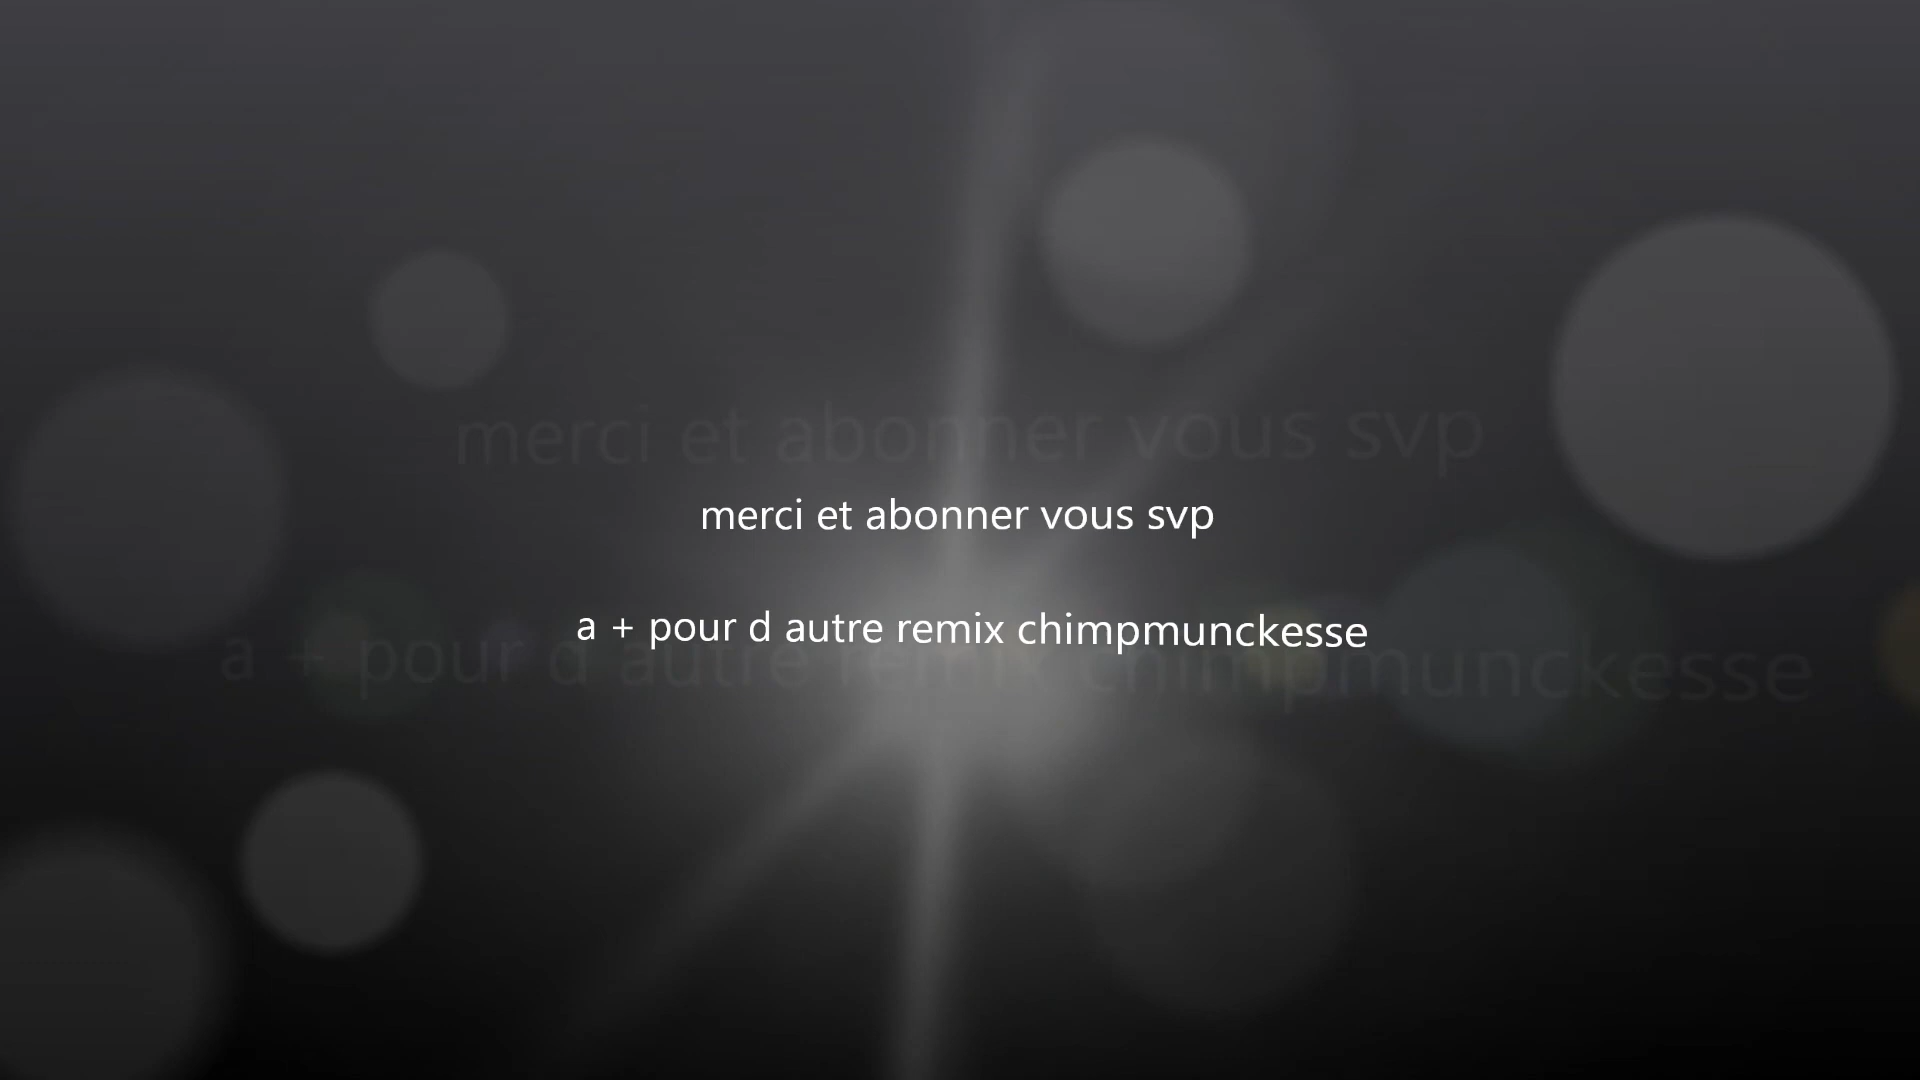 merci et abonner vous svp
a + pour d autre remix chimpmunckesse